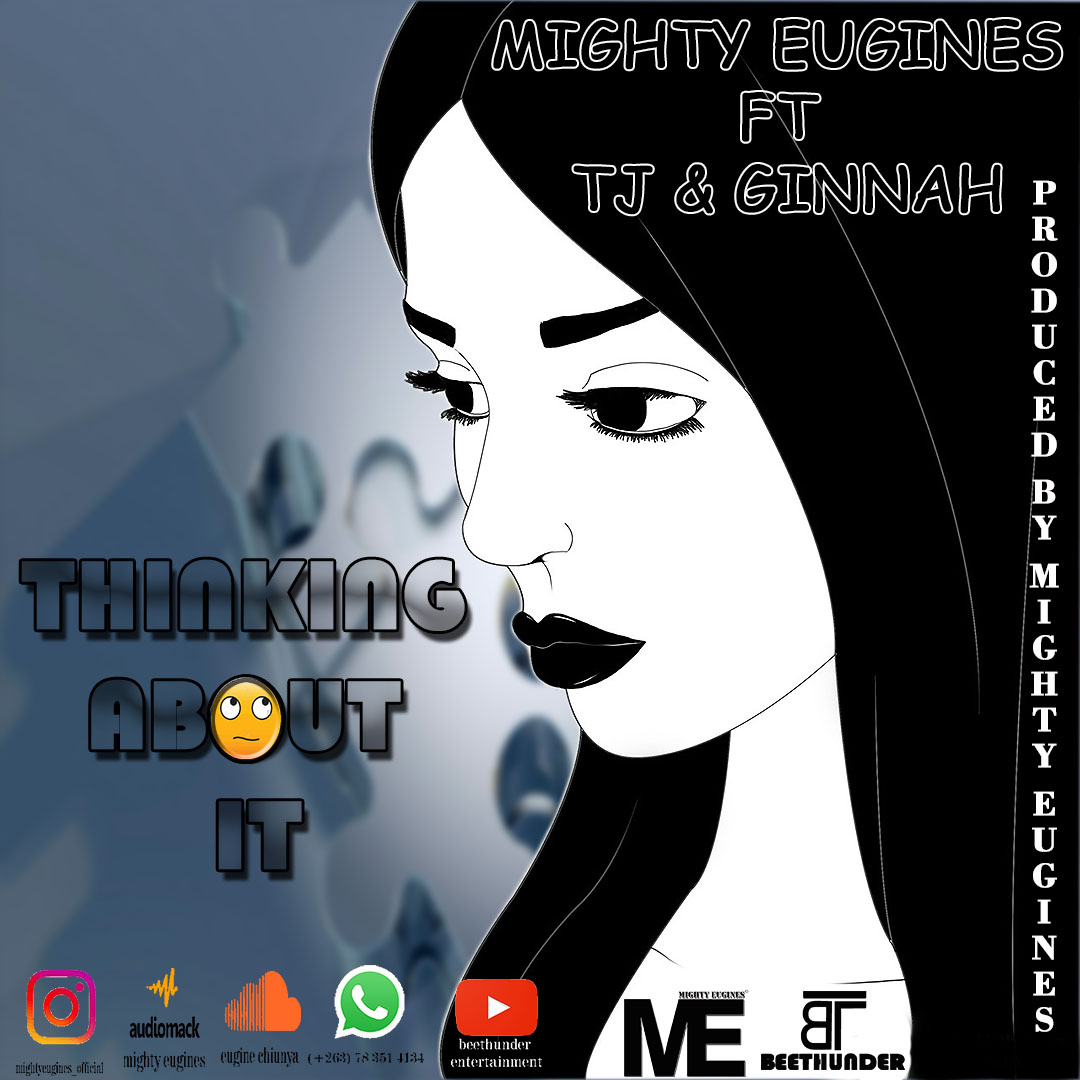 MIGHTY EUGINES
FT
TJ & GINNAH
PRODUCED BY MIGHTY EUGINES
THINKING
ABOUT
IT
mightyeugines_official
audiomack
mighty eugines
eugine chiunya
(+263) 78 351 4134
beethunder
entertainment
MIGHTY EUGINES
ME
BT
BEETHUNDER